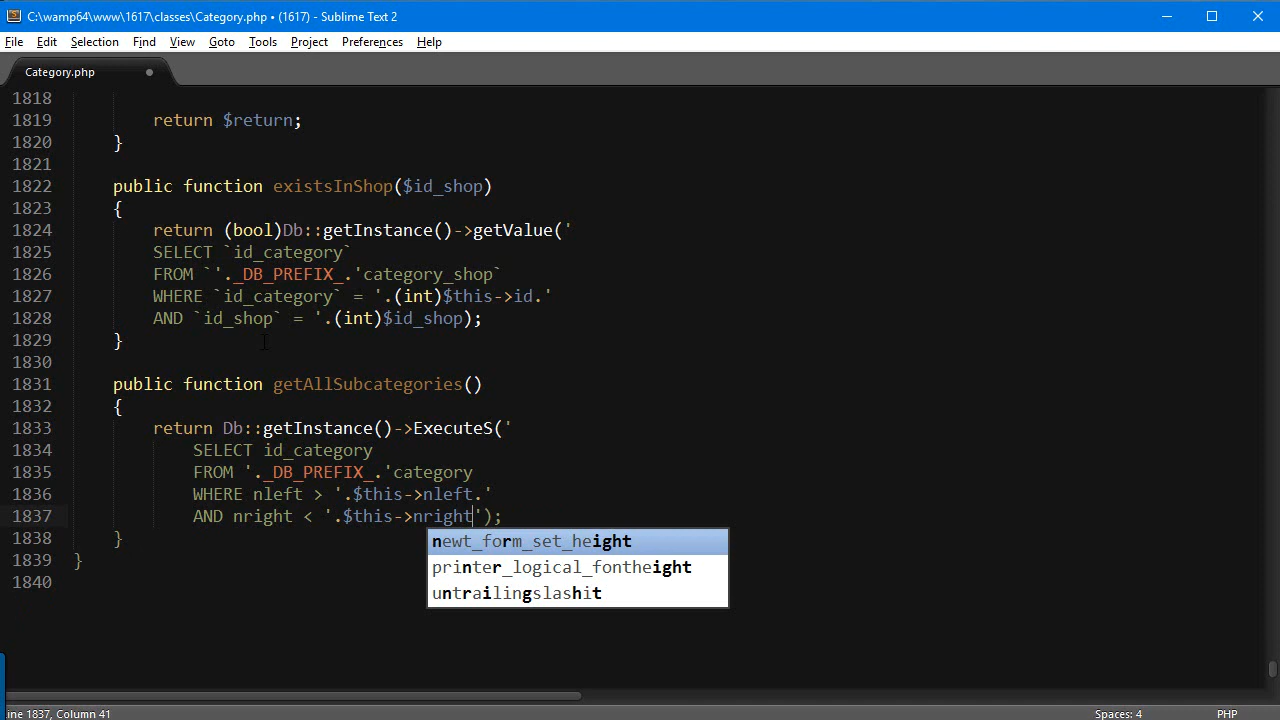 C:\wamp64\www\1617\classes\Category.php • (1617) - Sublime Text 2
File Edit Selection Find View Goto Tools Project Preferences Help
Category.php
1818
1819 return $return;
1820 }
1821
1822 public function existsInShop($id_shop)
1823 {
1824 return (bool)Db::getInstance()->getValue('
1825 SELECT `id_category`
1826 FROM `'._DB_PREFIX_.'category_shop`
1827 WHERE `id_category` = '.(int)$this->id.'
1828 AND `id_shop` = '.(int)$id_shop);
1829 }
1830
1831 public function getAllSubcategories()
1832 {
1833 return Db::getInstance()->ExecuteS('
1834 SELECT id_category
1835 FROM '._DB_PREFIX_.'category
1836 WHERE nleft > '.$this->nleft.'
1837 AND nright < '.$this->nright');
1838 }
newt_form_set_height
1839 }
printer_logical_fontheight
1840
untrailingslashit
ine 1837, Column 41 Spaces: 4 PHP